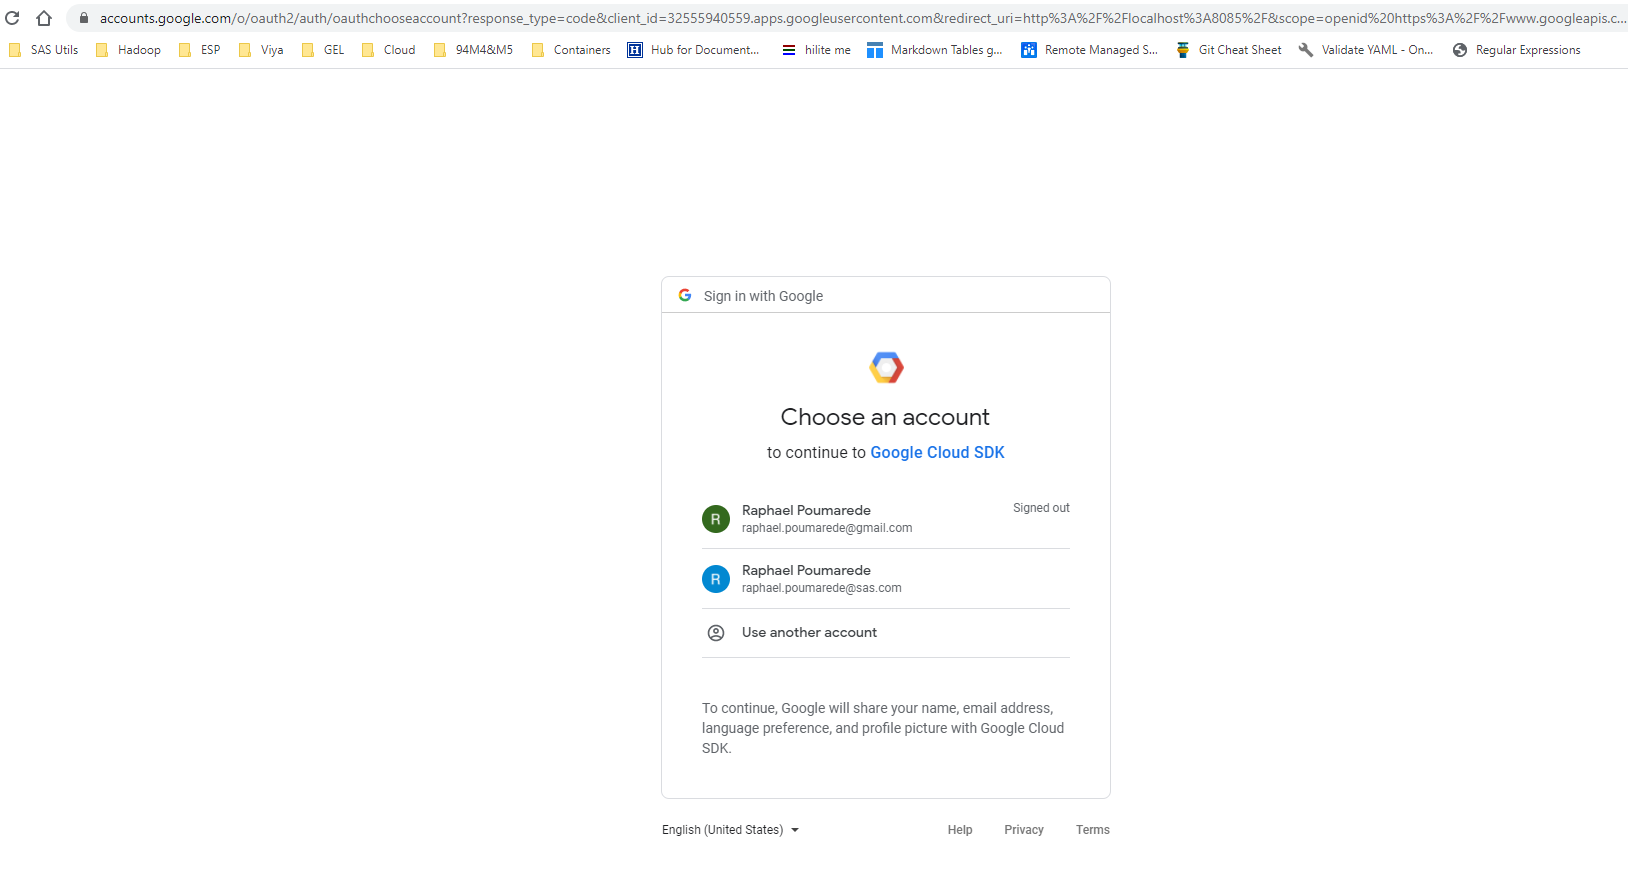 accounts.google.com/o/oauth2/auth/oauthchooseaccount?response_type=code&client_id=32555940559.apps.googleusercontent.com&redirect_uri=http%3A%2F%2Flocalhost%3A8085%2F&scope=openid%20https%3A%2F%2Fwww.googleapis.c...
SAS Utils Hadoop ESP Viya GEL Cloud 94M4&M5 Containers H Hub for Document... hilite me Markdown Tables g... Remote Managed S... Git Cheat Sheet Validate YAML - On... Regular Expressions
G Sign in with Google
Choose an account
to continue to Google Cloud SDK
R Raphael Poumarede Signed out
raphael.poumarede@gmail.com
R Raphael Poumarede
raphael.poumarede@sas.com
Use another account
To continue, Google will share your name, email address,
language preference, and profile picture with Google Cloud
SDK.
English (United States) Help Privacy Terms